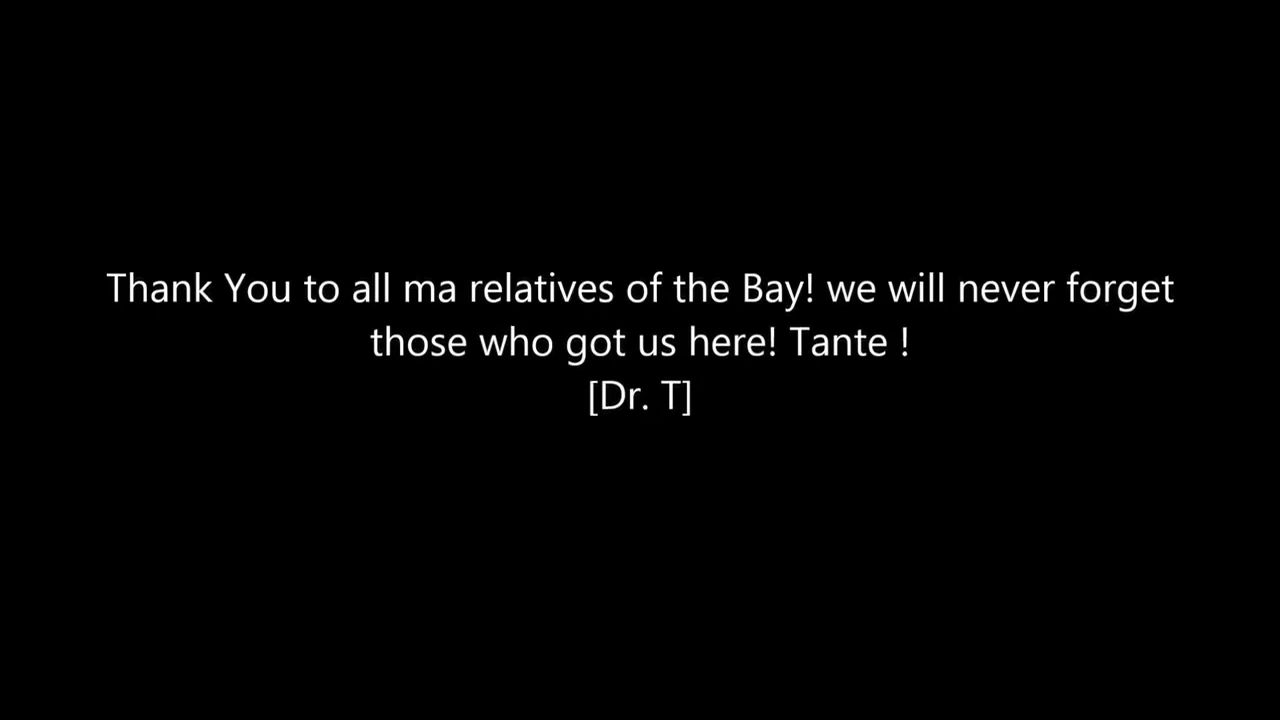 Thank You to all ma relatives of the Bay! we will never forget
those who got us here! Tante !
[Dr. T]